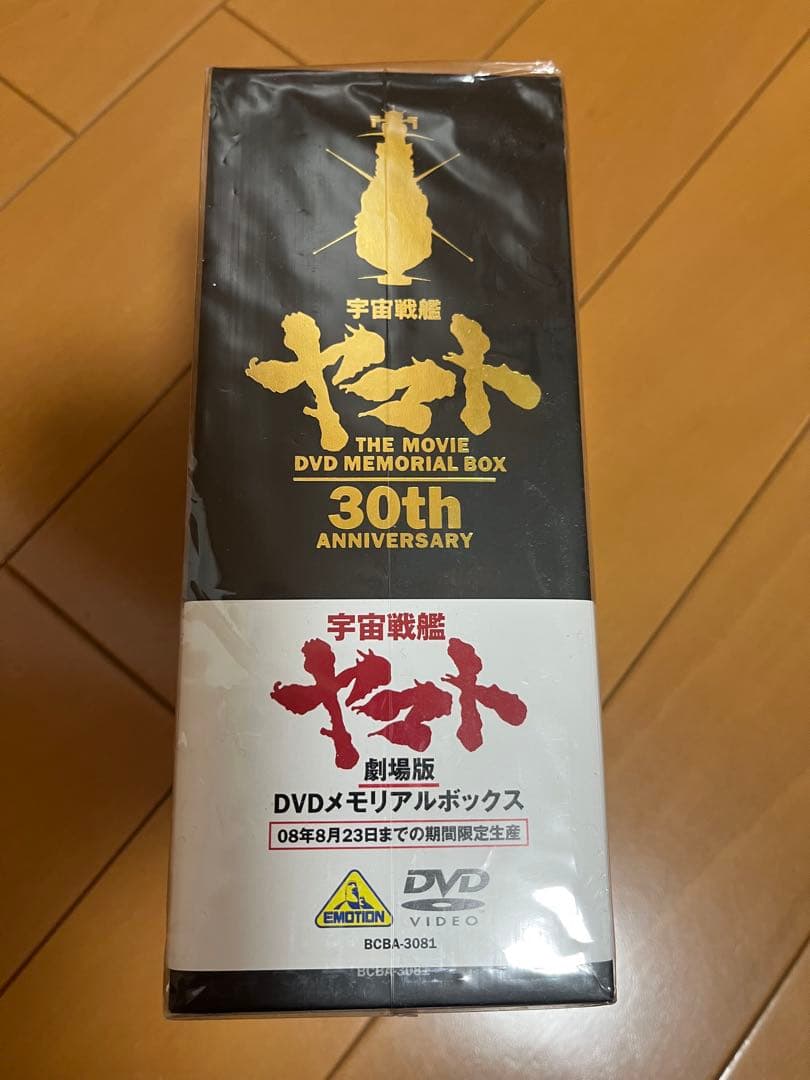 宇宙戦艦
ヤマト
THE MOVIE
DVD MEMORIAL BOX
30th
ANNIVERSARY
宇宙戦艦
ヤマト
劇場版
DVDメモリアルボックス
08年8月23日までの期間限定生産
EMOTION
DVD
VIDEO
BCBA-3081
BCBA-3081